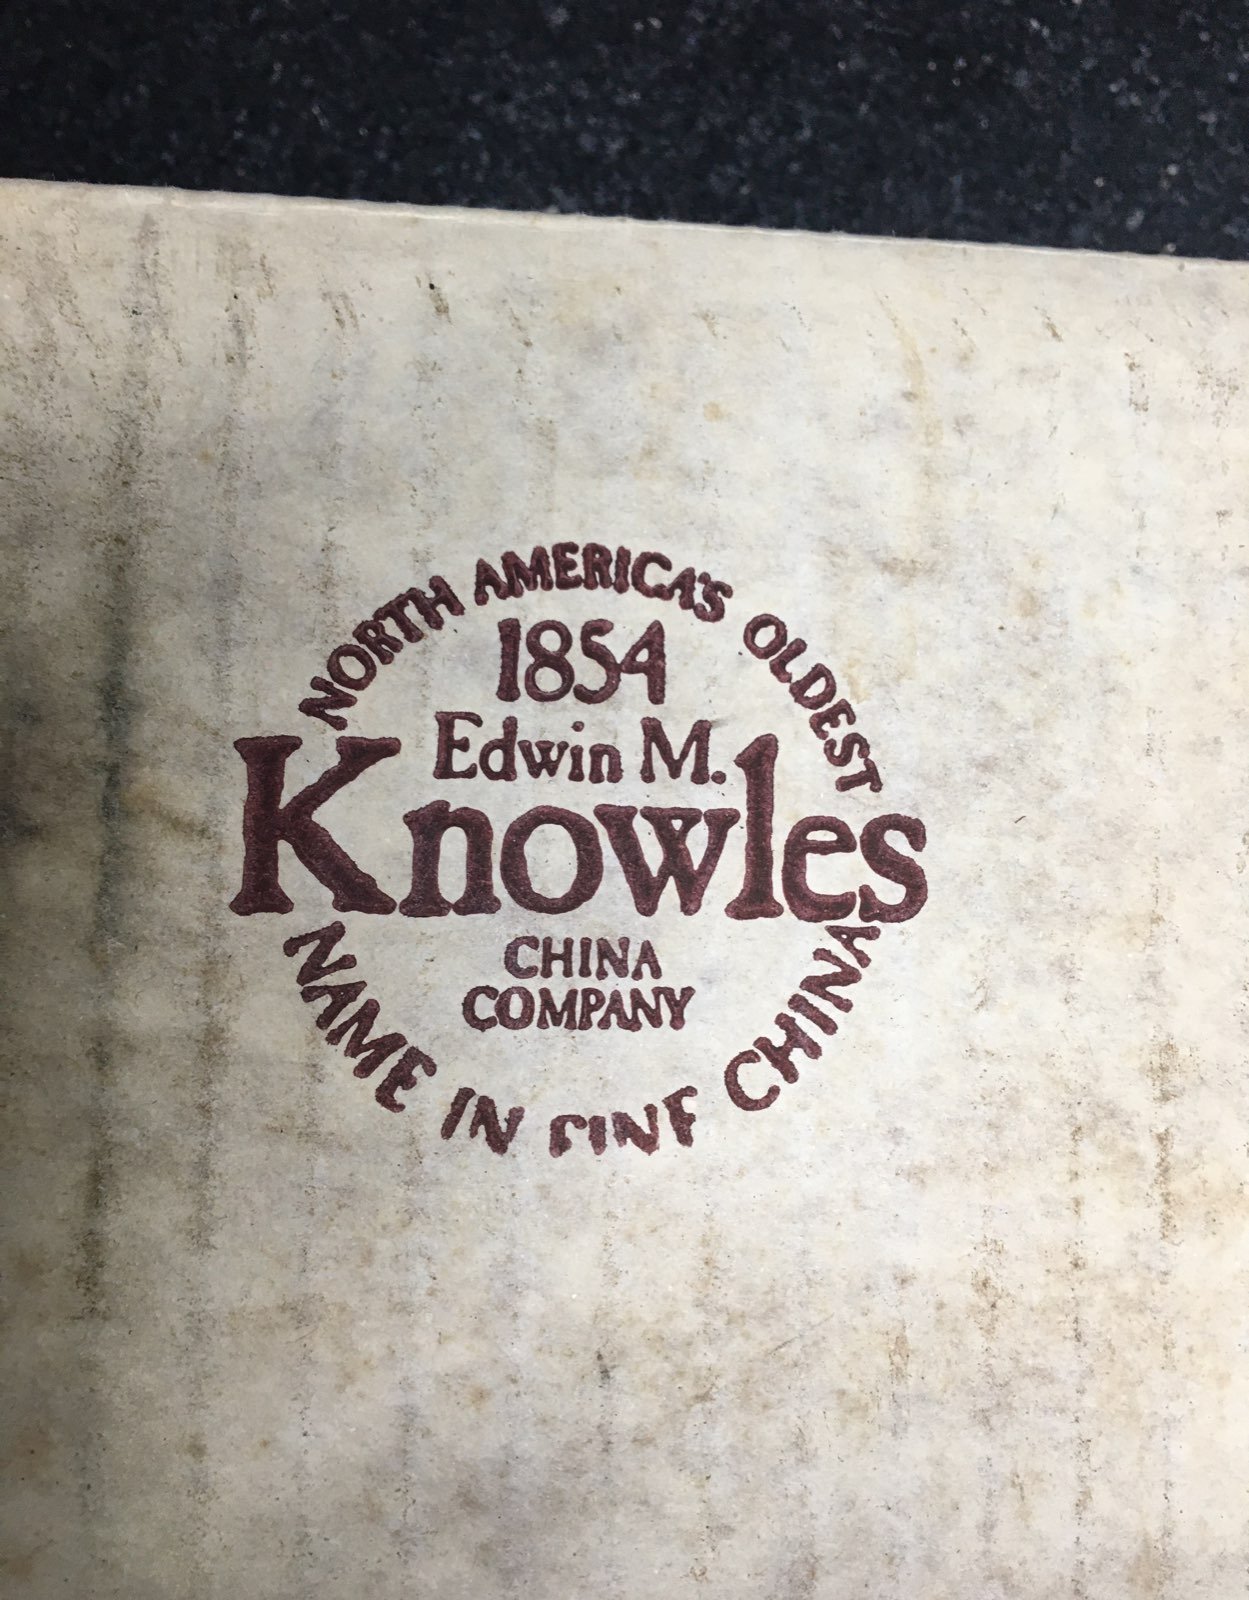 NORTH AMERICA'S OLDEST
1854
Edwin M.
Knowles
CHINA
COMPANY
NAME IN FINE CHINA